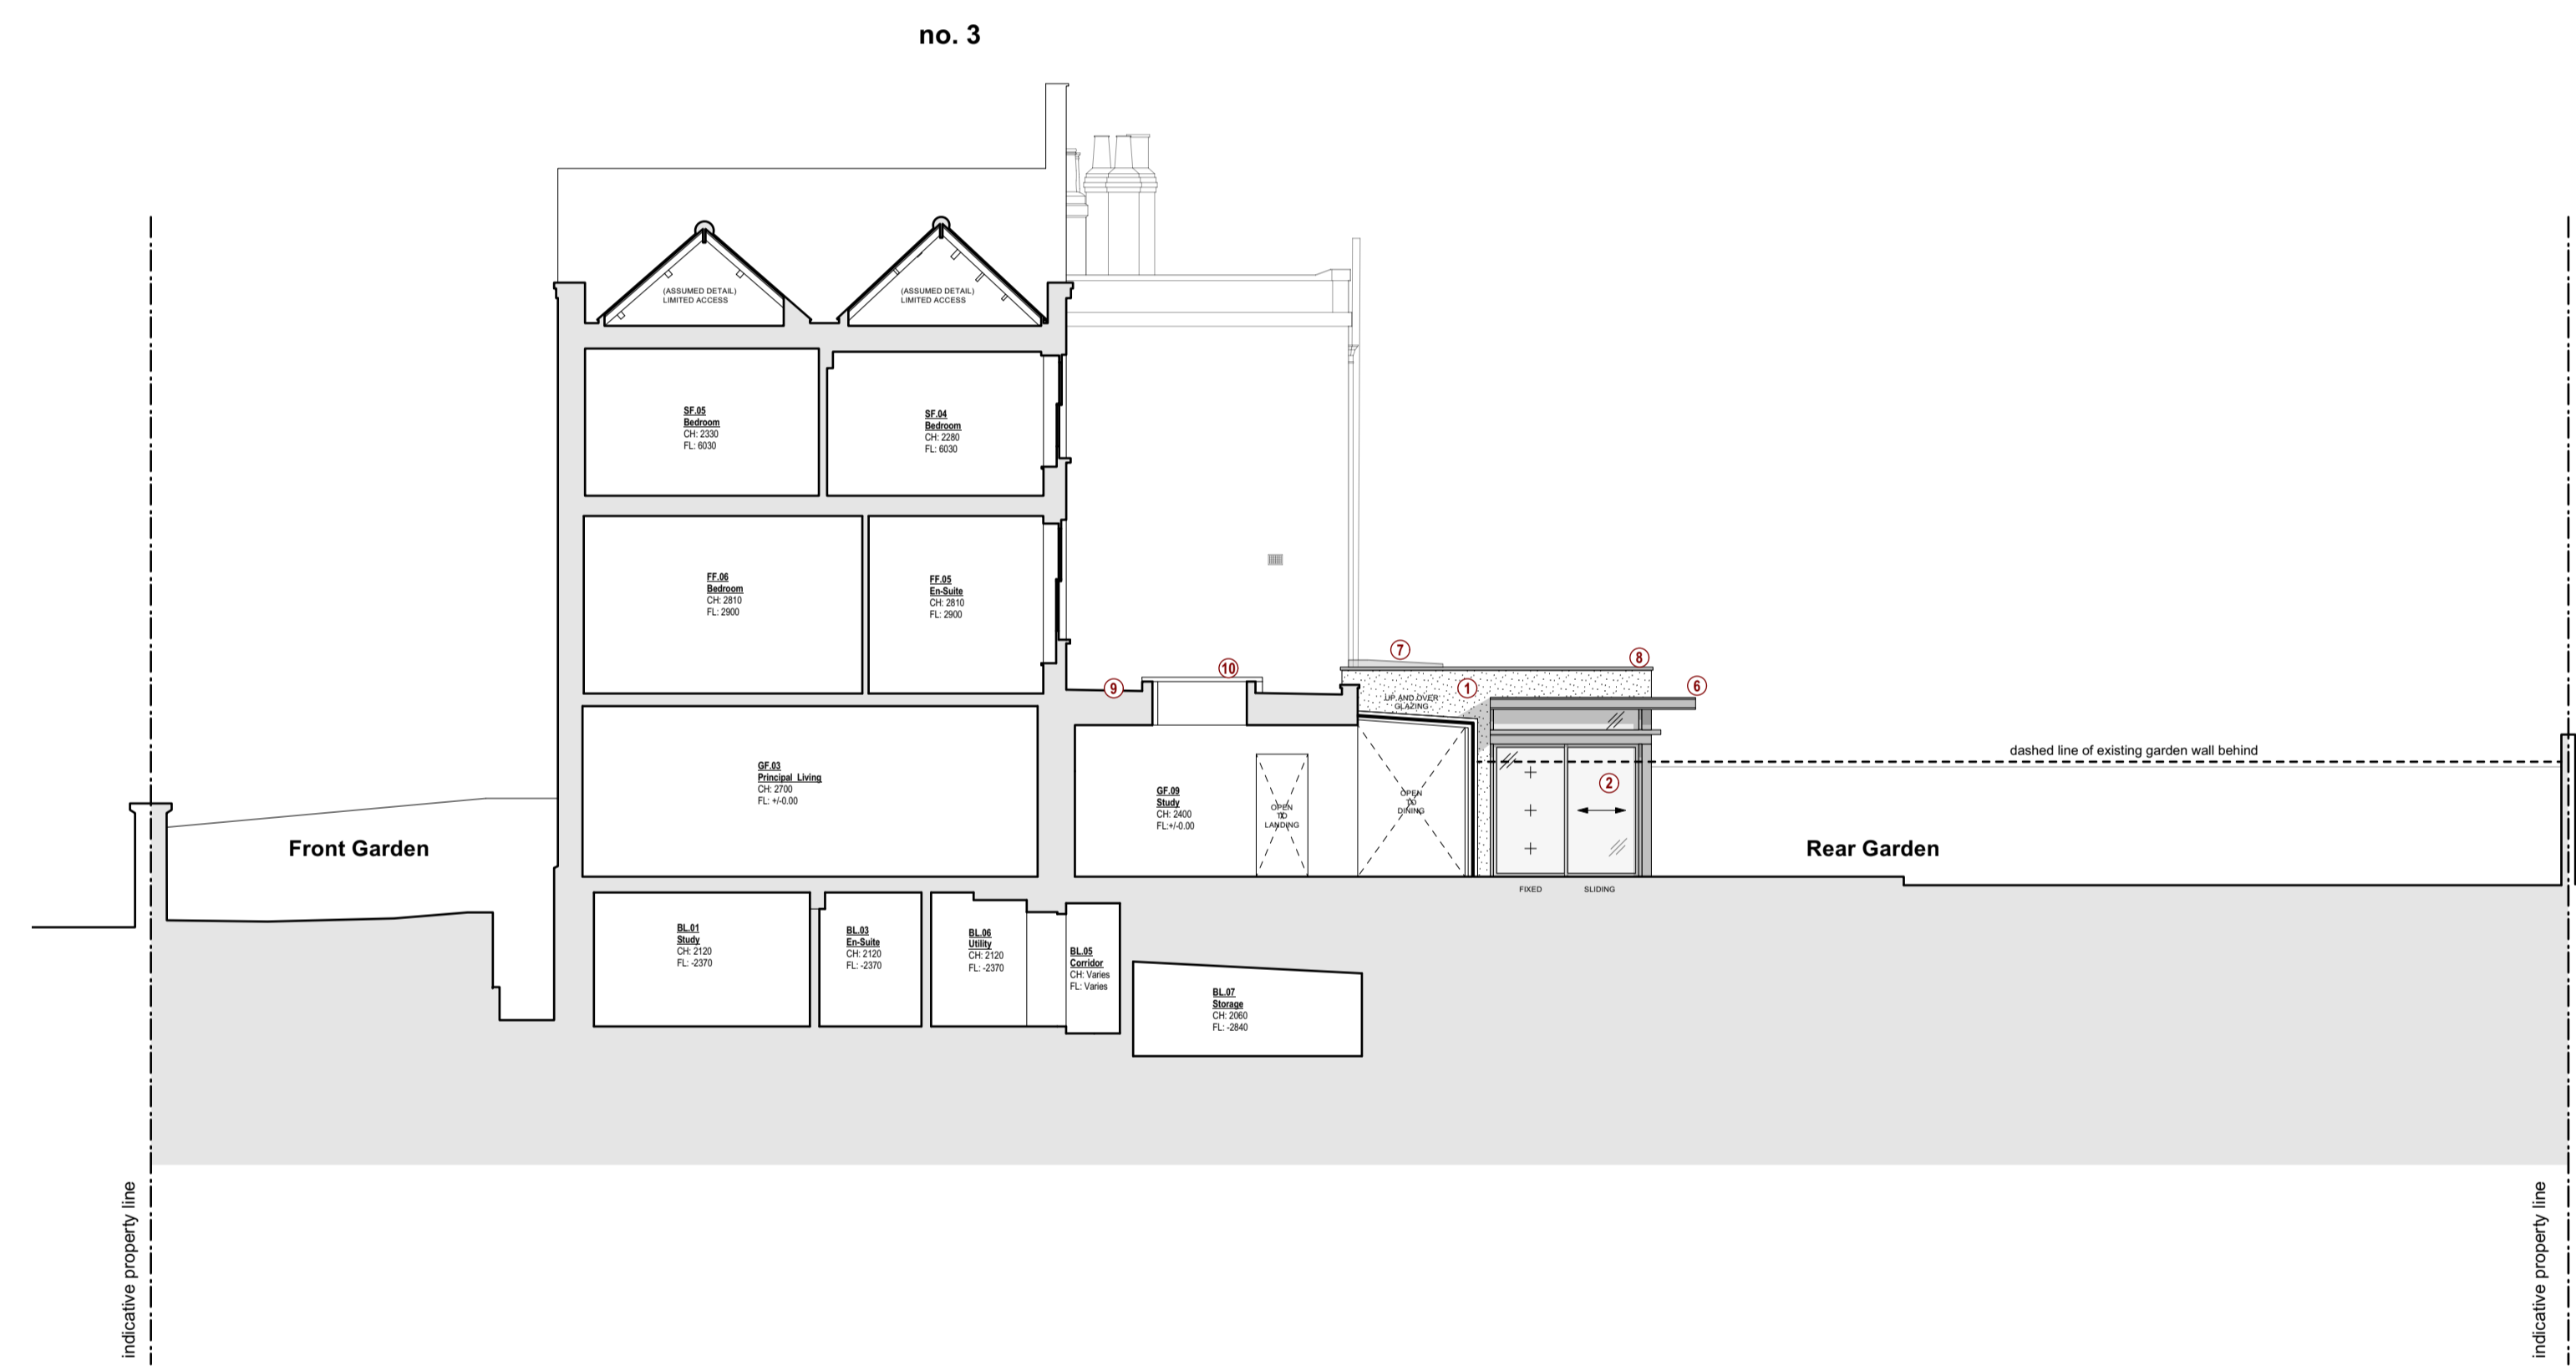 no. 3
(ASSUMED DETAIL)
LIMITED ACCESS
(ASSUMED DETAIL)
LIMITED ACCESS
SF.05
Bedroom
CH: 2330
FL: 6030
SF.04
Bedroom
CH: 2280
FL: 6030
FF.06
Bedroom
CH: 2810
FL: 2900
FF.05
En-Suite
CH: 2810
FL: 2900
7
8
10
9
1
6
UP AND OVER
GLAZING
dashed line of existing garden wall behind
GF.03
Principal Living
CH: 2700
FL: +/-0.00
GF.09
Study
CH: 2400
FL:+/-0.00
OPEN
TO
LANDING
OPEN
TO
DINING
2
Front Garden
Rear Garden
FIXED
SLIDING
BL.01
Study
CH: 2120
FL: -2370
BL.03
En-Suite
CH: 2120
FL: -2370
BL.06
Utility
CH: 2120
FL: -2370
BL.05
Corridor
CH: Varies
FL: Varies
BL.07
Storage
CH: 2060
FL: -2840
indicative property line
indicative property line